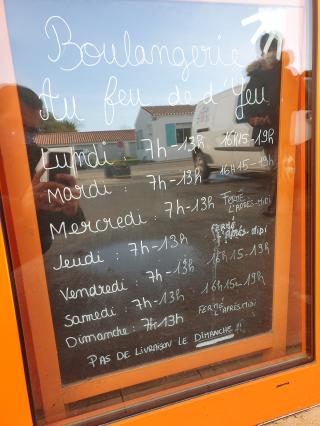 Boulangerie
Au feu de d'Yeu
Lundi : 7h-13h 16h15-19h
Mardi : 7h-13h 16h15-19h
Mercredi : 7h-13h Fermé l'après-midi
Jeudi : 7h-13h Fermé l'après-midi
Vendredi : 7h-13h 16h15-19h
Samedi : 7h-13h 16h15-19h
Dimanche : 7h-13h Fermé l'après-midi
Pas de livraison le dimanche !!